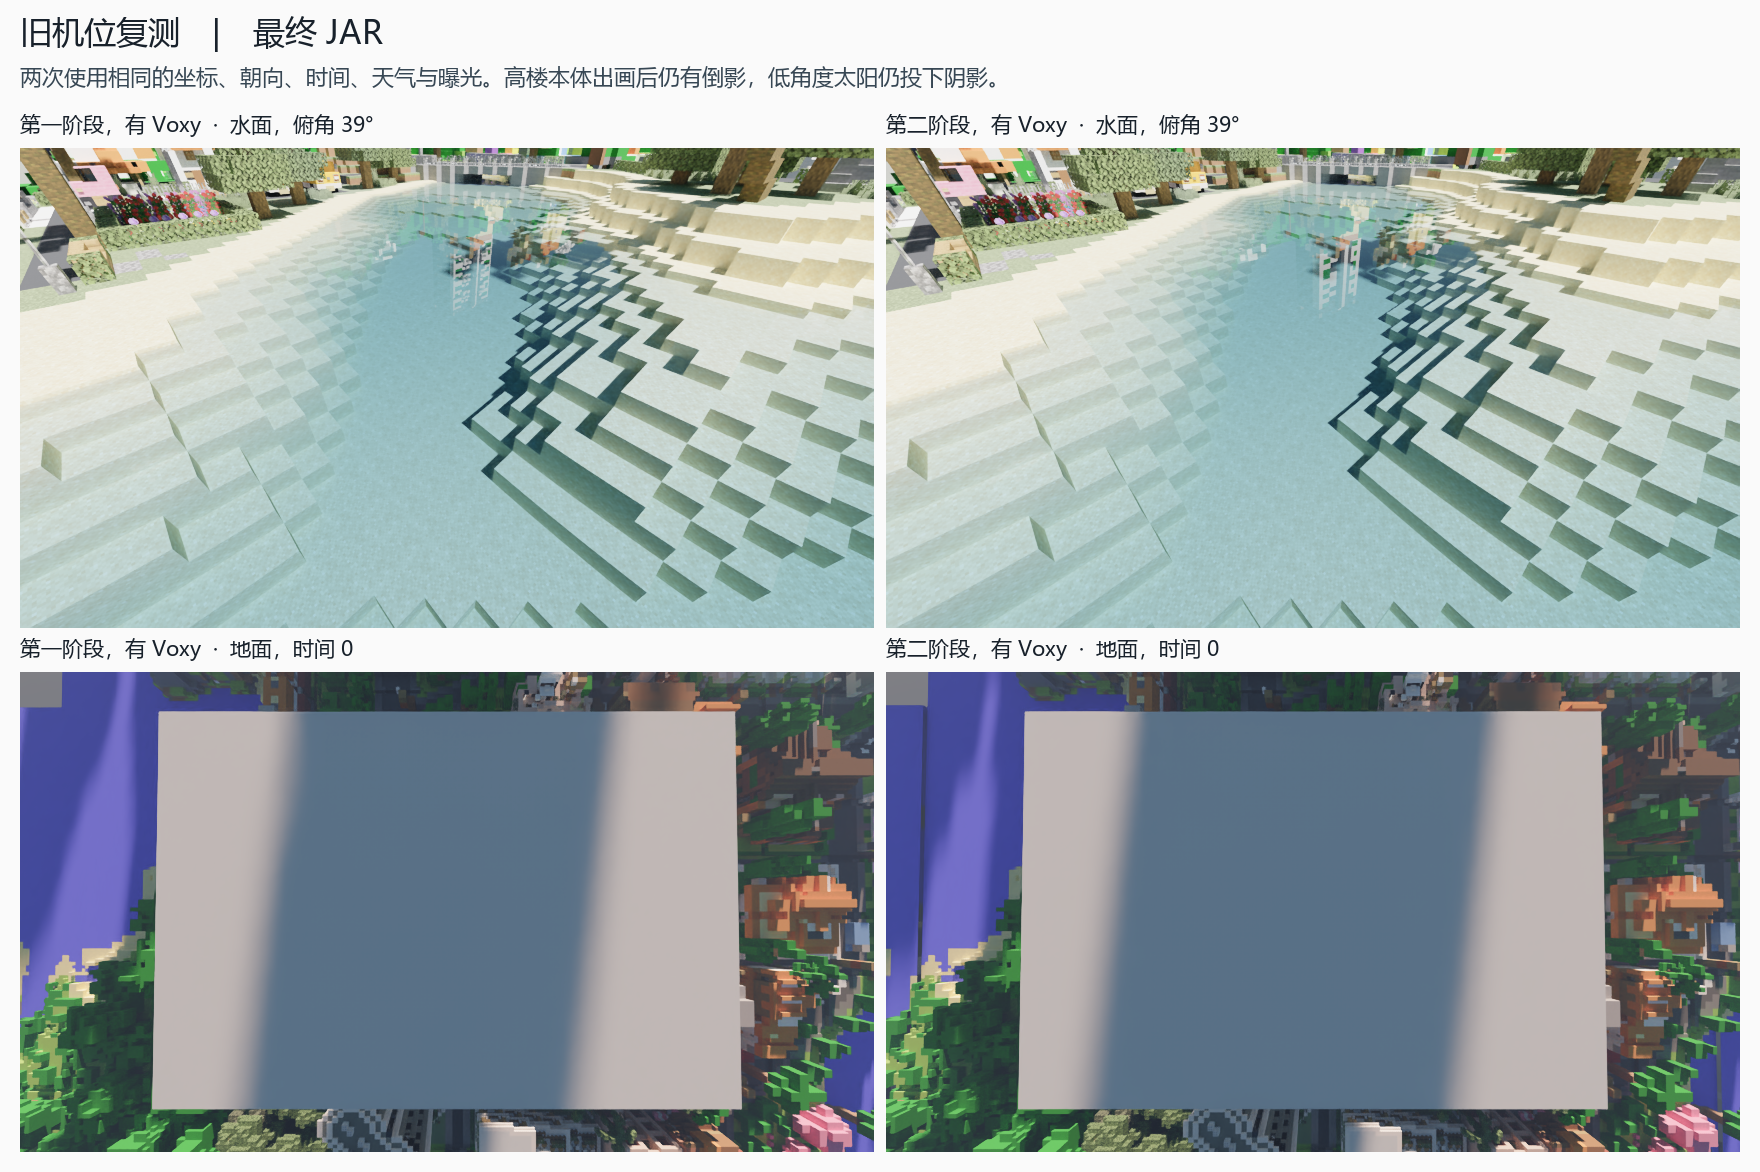 旧机位复测 | 最终 JAR
两次使用相同的坐标、朝向、时间、天气与曝光。高楼本体出画后仍有倒影，低角度太阳仍投下阴影。
第一阶段，有 Voxy · 水面，俯角 39°
第二阶段，有 Voxy · 水面，俯角 39°
第一阶段，有 Voxy · 地面，时间 0
第二阶段，有 Voxy · 地面，时间 0